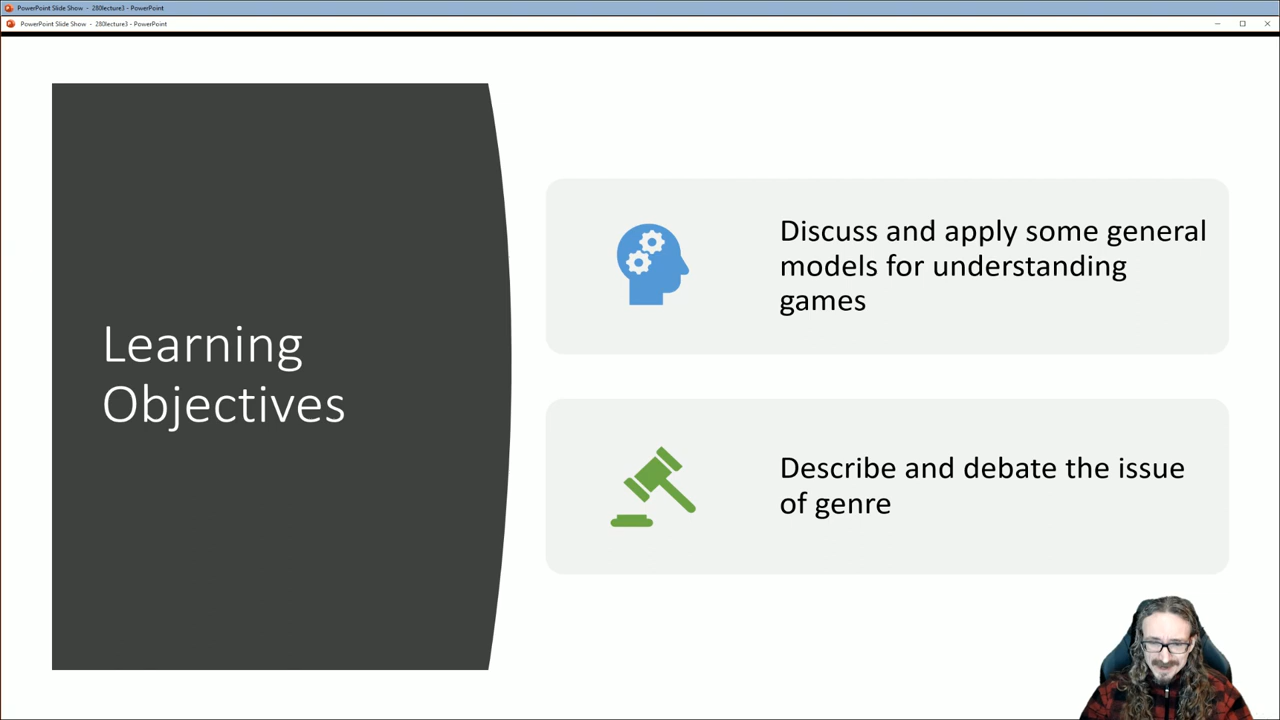 PowerPoint Slide Show - 280lecture3 - PowerPoint
PowerPoint Slide Show - 280lecture3 - PowerPoint
Learning
Objectives
Discuss and apply some general
models for understanding
games
Describe and debate the issue
of genre